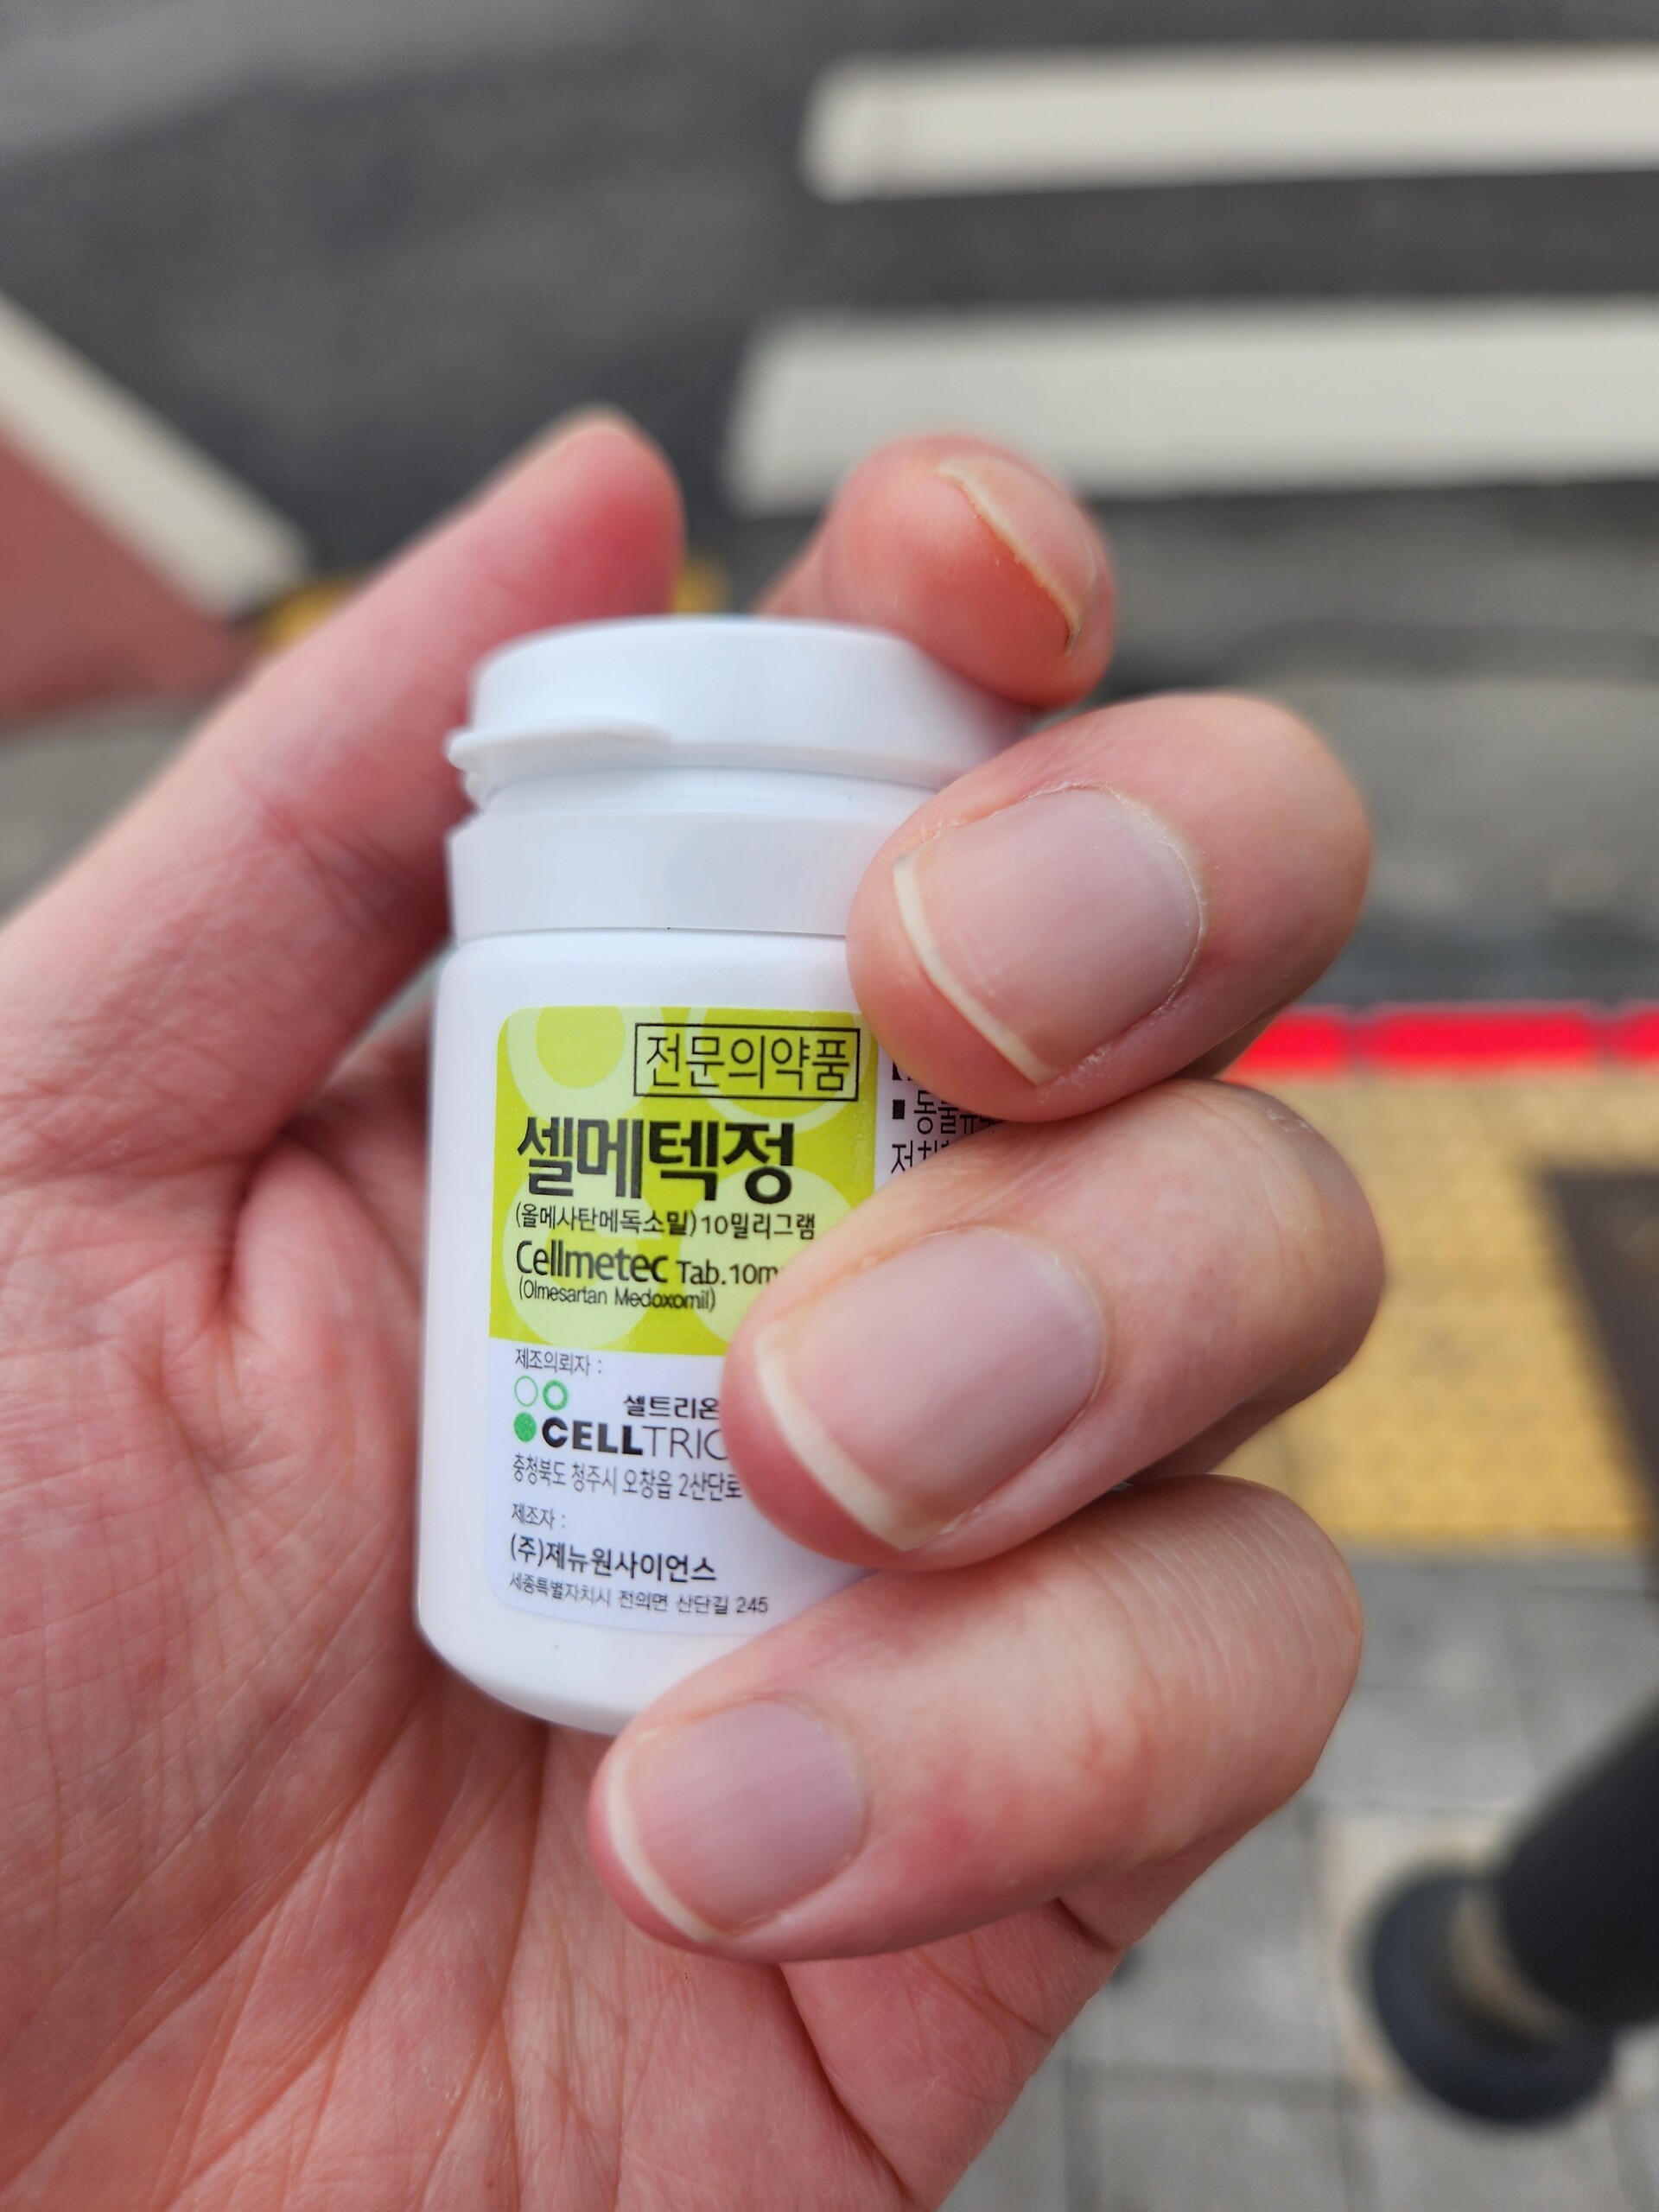 전문의약품
셀메텍정
(올메사탄메독소밀)10밀리그램
Cellmetec Tab.10m
(Olmesartan Medoxomil)
제조의뢰자 :
셀트리온
CELLTRIO
충청북도 청주시 오창읍 2산단로
제조자 :
(주)제뉴원사이언스
세종특별자치시 전의면 산단길 245